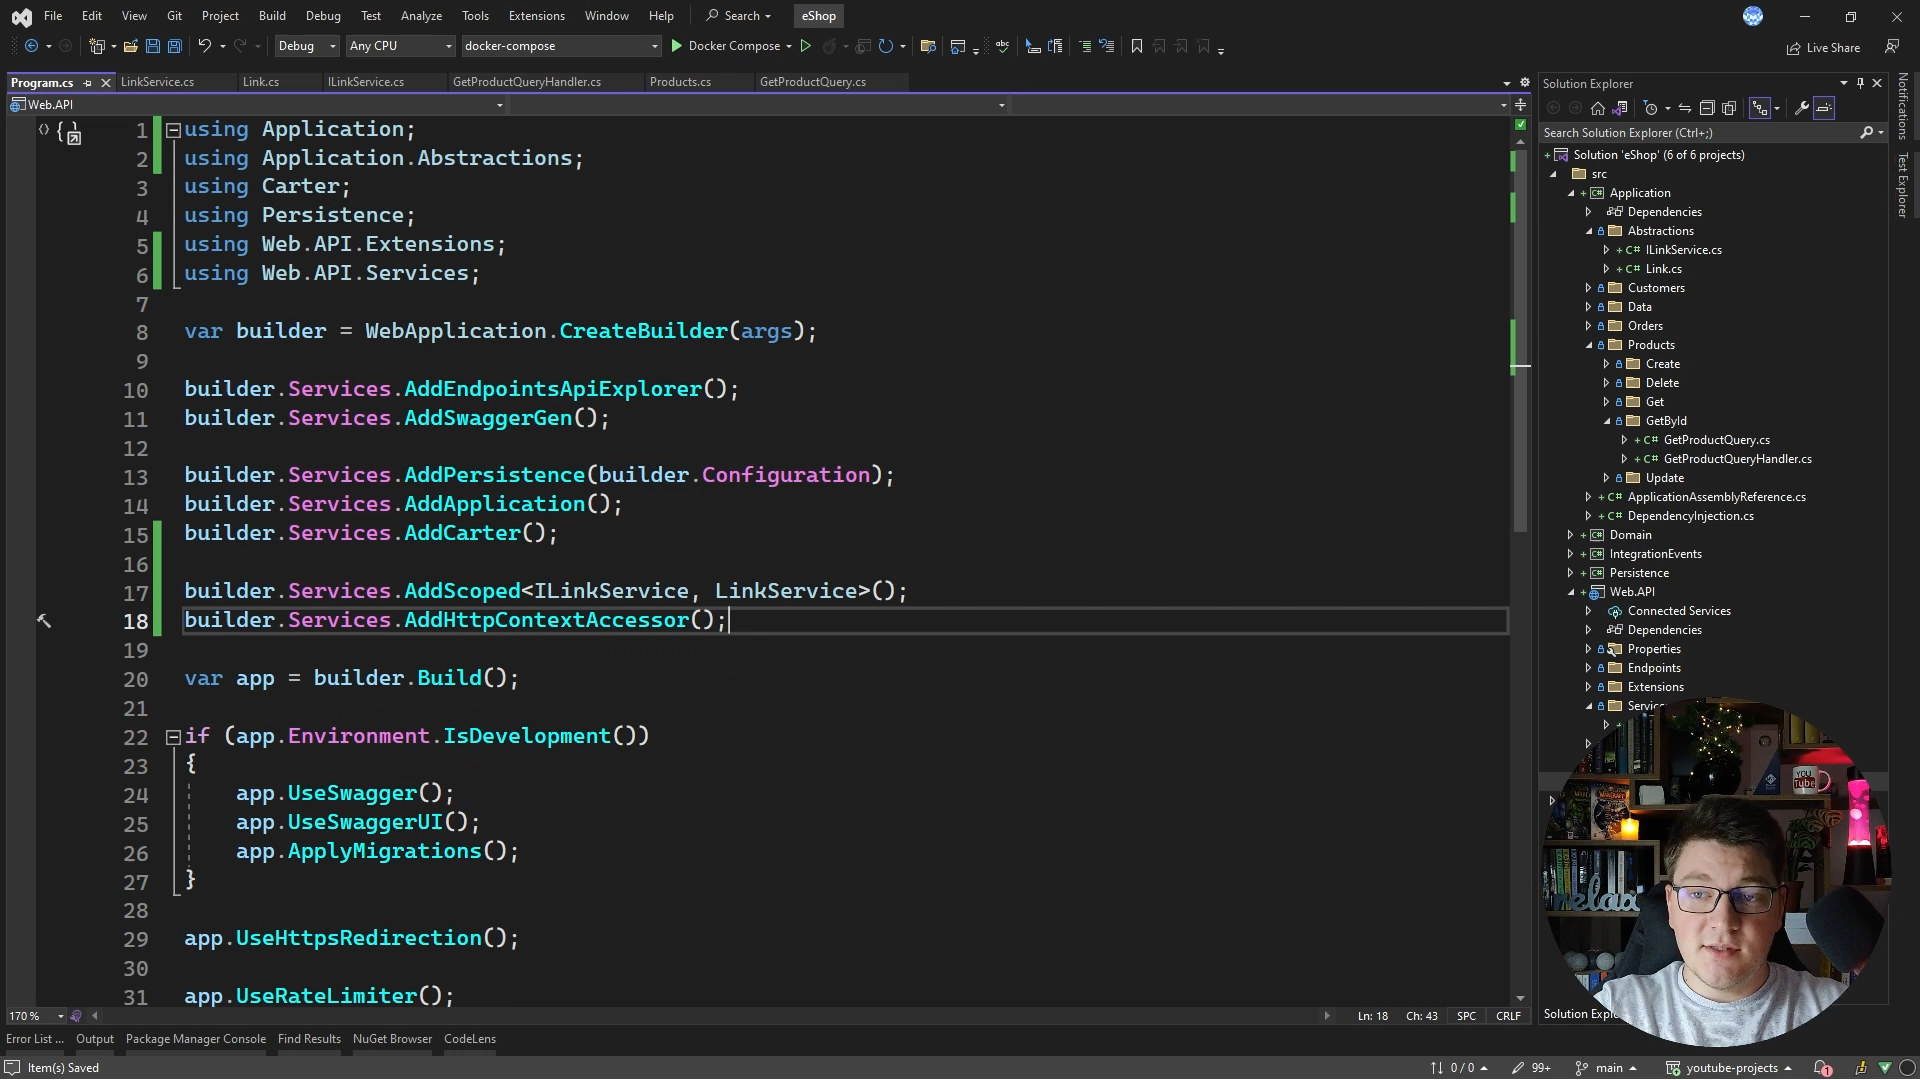 File Edit View Git Project Build Debug Test Analyze Tools Extensions Window Help Search eShop
Debug Any CPU docker-compose Docker Compose Live Share
Program.cs LinkService.cs Link.cs ILinkService.cs GetProductQueryHandler.cs Products.cs GetProductQuery.cs
Web.API
1 using Application;
2 using Application.Abstractions;
3 using Carter;
4 using Persistence;
5 using Web.API.Extensions;
6 using Web.API.Services;
7
8 var builder = WebApplication.CreateBuilder(args);
9
10 builder.Services.AddEndpointsApiExplorer();
11 builder.Services.AddSwaggerGen();
12
13 builder.Services.AddPersistence(builder.Configuration);
14 builder.Services.AddApplication();
15 builder.Services.AddCarter();
16
17 builder.Services.AddScoped<ILinkService, LinkService>();
18 builder.Services.AddHttpContextAccessor();
19
20 var app = builder.Build();
21
22 if (app.Environment.IsDevelopment())
23 {
24 app.UseSwagger();
25 app.UseSwaggerUI();
26 app.ApplyMigrations();
27 }
28
29 app.UseHttpsRedirection();
30
31 app.UseRateLimiter();
170 % Ln: 18 Ch: 43 SPC CRLF
Error List ... Output Package Manager Console Find Results NuGet Browser CodeLens
Item(s) Saved 0 / 0 99+ main youtube-projects 1
Solution Explorer
Search Solution Explorer (Ctrl+;)
Solution 'eShop' (6 of 6 projects)
src
Application
Dependencies
Abstractions
C# ILinkService.cs
C# Link.cs
Customers
Data
Orders
Products
Create
Delete
Get
GetById
C# GetProductQuery.cs
C# GetProductQueryHandler.cs
Update
C# ApplicationAssemblyReference.cs
C# DependencyInjection.cs
Domain
IntegrationEvents
Persistence
Web.API
Connected Services
Dependencies
Properties
Endpoints
Extensions
Servic
Solution Explo
Notifications
Test Explorer
YOU
Tube
relax